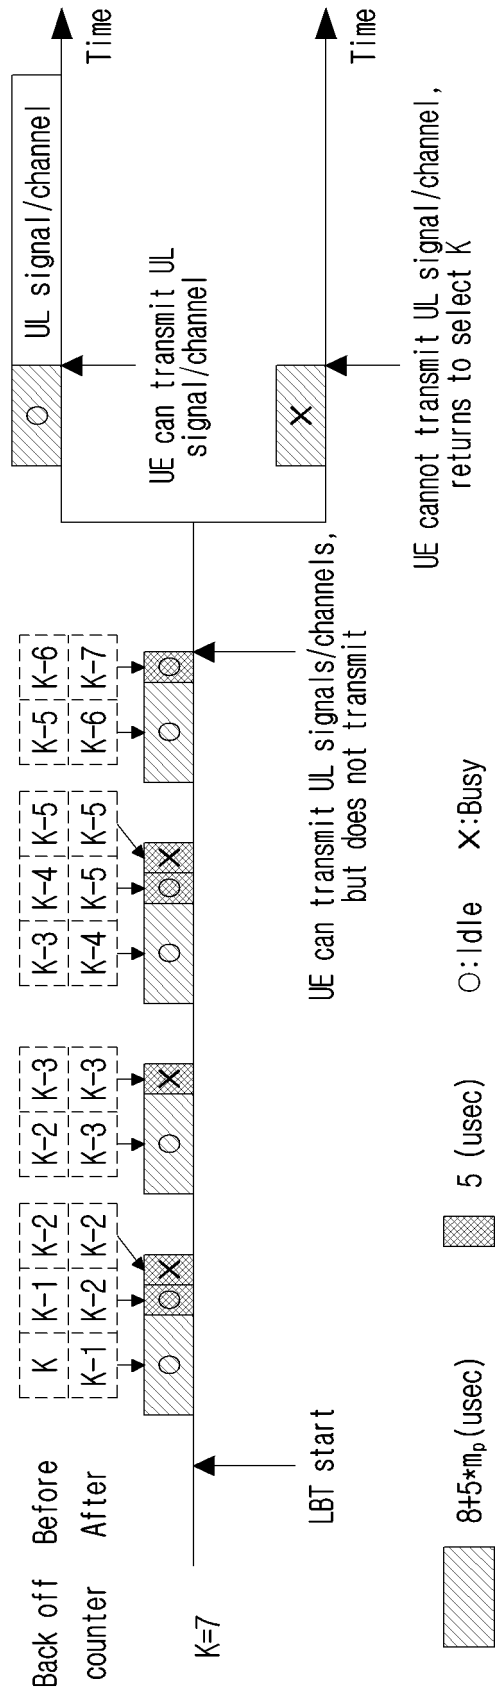 Back off counter
Before K K-1 K-2 K-2 K-3 K-3 K-4 K-5 K-5 K-6
After K-1 K-2 K-2 K-3 K-3 K-4 K-5 K-5 K-6 K-7
UL signal/channel
Time
K=7
UE can transmit UL
signal/channel
LBT start
UE can transmit UL signals/channels,
but does not transmit
Time
UE cannot transmit UL signal/channel,
returns to select K
8+5*mp(usec)
5 (usec)
O:Idle
X:Busy